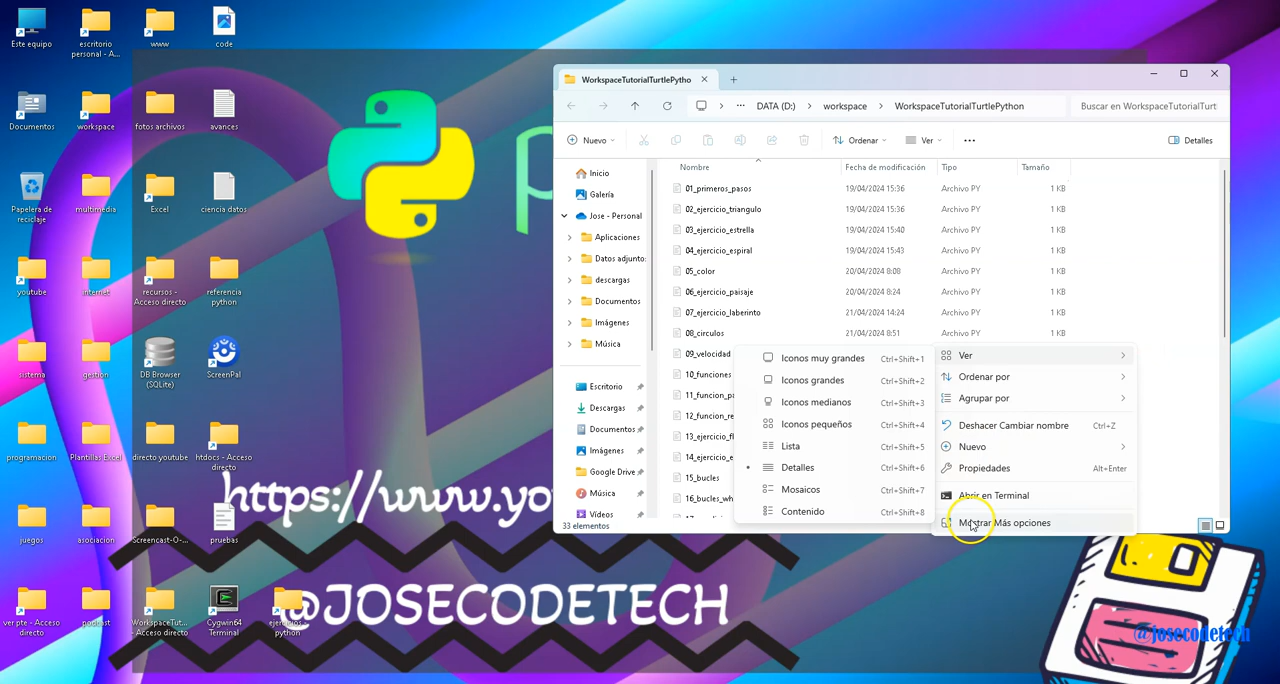 Este equipo
escritorio
personal - A...
www
code
Documentos
workspace
fotos archivos
avances
Papelera de
reciclaje
multimedia
Excel
ciencia datos
youtube
internet
recursos -
Acceso directo
referencia
python
sistema
gestion
DB Browser
(SQLite)
ScreenPal
programacion
Plantillas Excel
directo youtube
htdocs - Acceso
directo
juegos
asociacion
Screencast-O-...
pruebas
ver pte - Acceso
directo
podcast
WorkspaceTut...
- Acceso directo
Cygwin64
Terminal
ejercicios
python
https://www.yo
@JOSECODETECH
@josecodetech
WorkspaceTutorialTurtlePytho
DATA (D:)
workspace
WorkspaceTutorialTurtlePython
Buscar en WorkspaceTutorialTurt
Nuevo
Ordenar
Ver
Detalles
Inicio
Galería
Jose - Personal
Aplicaciones
Datos adjunto:
descargas
Documentos
Imágenes
Música
Escritorio
Descargas
Documentos
Imágenes
Google Drive
Música
Vídeos
33 elementos
Nombre Fecha de modificación Tipo Tamaño
01_primeros_pasos 19/04/2024 15:36 Archivo PY 1 KB
02_ejercicio_triangulo 19/04/2024 15:36 Archivo PY 1 KB
03_ejercicio_estrella 19/04/2024 15:40 Archivo PY 1 KB
04_ejercicio_espiral 19/04/2024 15:43 Archivo PY 1 KB
05_color 20/04/2024 8:08 Archivo PY 1 KB
06_ejercicio_paisaje 20/04/2024 8:24 Archivo PY 1 KB
07_ejercicio_laberinto 21/04/2024 14:24 Archivo PY 1 KB
08_circulos 21/04/2024 8:51 Archivo PY 1 KB
09_velocidad
10_funciones
11_funcion_pa
12_funcion_re
13_ejercicio_fl
14_ejercicio_e
15_bucles
16_bucles_wh
Iconos muy grandes Ctrl+Shift+1
Iconos grandes Ctrl+Shift+2
Iconos medianos Ctrl+Shift+3
Iconos pequeños Ctrl+Shift+4
Lista Ctrl+Shift+5
Detalles Ctrl+Shift+6
Mosaicos Ctrl+Shift+7
Contenido Ctrl+Shift+8
Ver
Ordenar por
Agrupar por
Deshacer Cambiar nombre Ctrl+Z
Nuevo
Propiedades Alt+Enter
Abrir en Terminal
Mostrar Más opciones